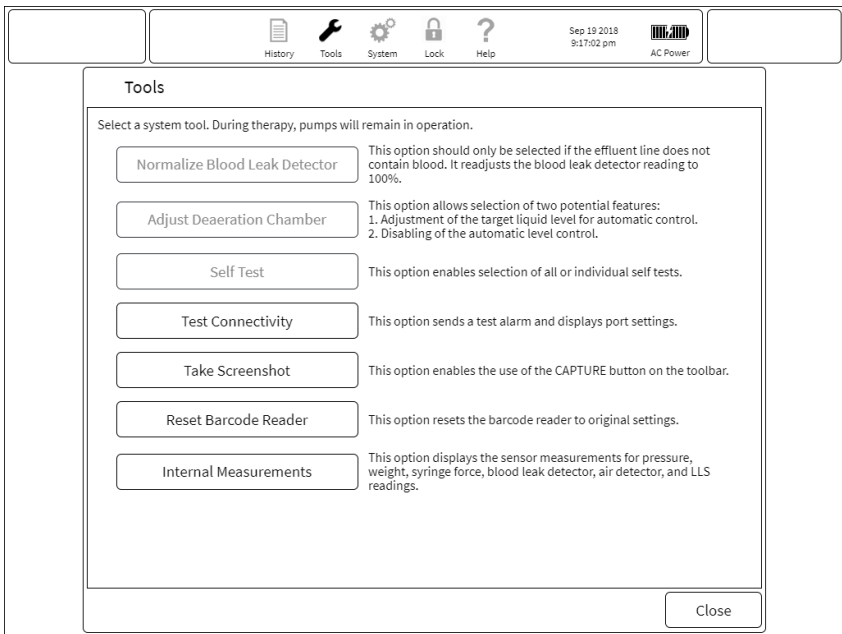 History
Tools
System
Lock
Help
Sep 19 2018
9:17:02 pm
AC Power
Tools
Select a system tool. During therapy, pumps will remain in operation.
Normalize Blood Leak Detector
This option should only be selected if the effluent line does not
contain blood. It readjusts the blood leak detector reading to
100%.
Adjust Deaeration Chamber
This option allows selection of two potential features:
1. Adjustment of the target liquid level for automatic control.
2. Disabling of the automatic level control.
Self Test
This option enables selection of all or individual self tests.
Test Connectivity
This option sends a test alarm and displays port settings.
Take Screenshot
This option enables the use of the CAPTURE button on the toolbar.
Reset Barcode Reader
This option resets the barcode reader to original settings.
Internal Measurements
This option displays the sensor measurements for pressure,
weight, syringe force, blood leak detector, air detector, and LLS
readings.
Close